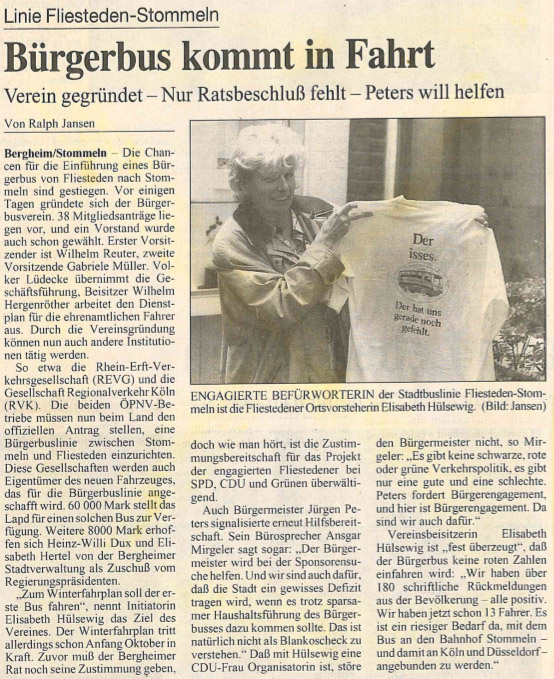 Linie Fliesteden-Stommeln
Bürgerbus kommt in Fahrt
Verein gegründet – Nur Ratsbeschluß fehlt – Peters will helfen
Von Ralph Jansen
Bergheim/Stommeln – Die Chan-
cen für die Einführung eines Bür-
gerbus von Fliesteden nach Stom-
meln sind gestiegen. Vor einigen
Tagen gründete sich der Bürger-
busverein. 38 Mitgliedsanträge lie-
gen vor, und ein Vorstand wurde
auch schon gewählt. Erster Vorsit-
zender ist Wilhelm Reuter, zweite
Vorsitzende Gabriele Müller. Vol-
ker Lüdecke übernimmt die Ge-
schäftsführung, Beisitzer Wilhelm
Hergenröther arbeitet den Dienst-
plan für die ehrenamtlichen Fahrer
aus. Durch die Vereinsgründung
können nun auch andere Institutio-
nen tätig werden.
So etwa die Rhein-Erft-Ver-
kehrsgesellschaft (REVG) und die
Gesellschaft Regionalverkehr Köln
(RVK). Die beiden ÖPNV-Be-
triebe müssen nun beim Land den
offiziellen Antrag stellen, eine
Bürgerbuslinie zwischen Stom-
meln und Fliesteden einzurichten.
Diese Gesellschaften werden auch
Eigentümer des neuen Fahrzeuges,
das für die Bürgerbuslinie ange-
schafft wird. 60 000 Mark stellt das
Land für einen solchen Bus zur Ver-
fügung. Weitere 8000 Mark erhof-
fen sich Heinz-Willi Dux und Eli-
sabeth Hertel von der Bergheimer
Stadtverwaltung als Zuschuß vom
Regierungspräsidenten.
„Zum Winterfahrplan soll der er-
ste Bus fahren“, nennt Initiatorin
Elisabeth Hülsewig das Ziel des
Vereines. Der Winterfahrplan tritt
allerdings schon Anfang Oktober in
Kraft. Zuvor muß der Bergheimer
Rat noch seine Zustimmung geben,
Der
isses.
Der hat uns
gerade noch
gefehlt.
ENGAGIERTE BEFÜRWORTERIN der Stadtbuslinie Fliesteden-Stom-
meln ist die Fliestedener Ortsvorsteherin Elisabeth Hülsewig. (Bild: Jansen)
doch wie man hört, ist die Zustim-
mungsbereitschaft für das Projekt
der engagierten Fliestedener bei
SPD, CDU und Grünen überwälti-
gend.
Auch Bürgermeister Jürgen Pe-
ters signalisierte erneut Hilfsbereit-
schaft. Sein Bürosprecher Ansgar
Mirgeler sagt sogar: „Der Bürger-
meister wird bei der Sponsorensu-
che helfen. Und wir sind auch dafür,
daß die Stadt ein gewisses Defizit
tragen wird, wenn es trotz sparsa-
mer Haushaltsführung des Bürger-
busses dazu kommen sollte. Das ist
natürlich nicht als Blankoscheck zu
verstehen.“ Daß mit Hülsewig eine
CDU-Frau Organisatorin ist, störe
den Bürgermeister nicht, so Mir-
geler: „Es gibt keine schwarze, rote
oder grüne Verkehrspolitik, es gibt
nur eine gute und eine schlechte.
Peters fordert Bürgerengagement,
und hier ist Bürgerengagement. Da
sind wir auch dafür.“
Vereinsbeisitzerin Elisabeth
Hülsewig ist „fest überzeugt“, daß
der Bürgerbus keine roten Zahlen
einfahren wird: „Wir haben über
180 schriftliche Rückmeldungen
aus der Bevölkerung – alle positiv.
Wir haben jetzt schon 13 Fahrer. Es
ist ein riesiger Bedarf da, mit dem
Bus an den Bahnhof Stommeln –
und damit an Köln und Düsseldorf –
angebunden zu werden.“